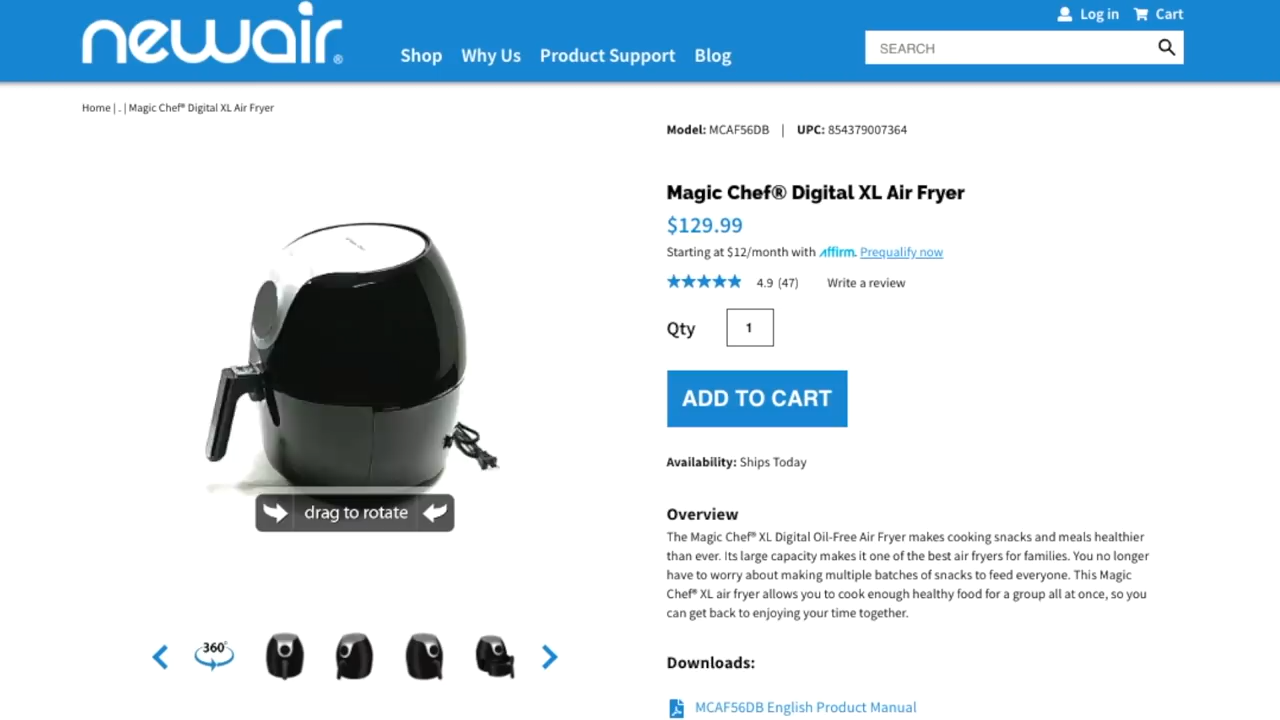 newair®
Log in
Cart
Shop
Why Us
Product Support
Blog
SEARCH
Home | . | Magic Chef® Digital XL Air Fryer
Model: MCAF56DB | UPC: 854379007364
Magic Chef® Digital XL Air Fryer
$129.99
Starting at $12/month with affirm. Prequalify now
4.9 (47) Write a review
Qty 1
ADD TO CART
Availability: Ships Today
Overview
The Magic Chef® XL Digital Oil-Free Air Fryer makes cooking snacks and meals healthier
than ever. Its large capacity makes it one of the best air fryers for families. You no longer
have to worry about making multiple batches of snacks to feed everyone. This Magic
Chef® XL air fryer allows you to cook enough healthy food for a group all at once, so you
can get back to enjoying your time together.
Downloads:
MCAF56DB English Product Manual
drag to rotate
360°